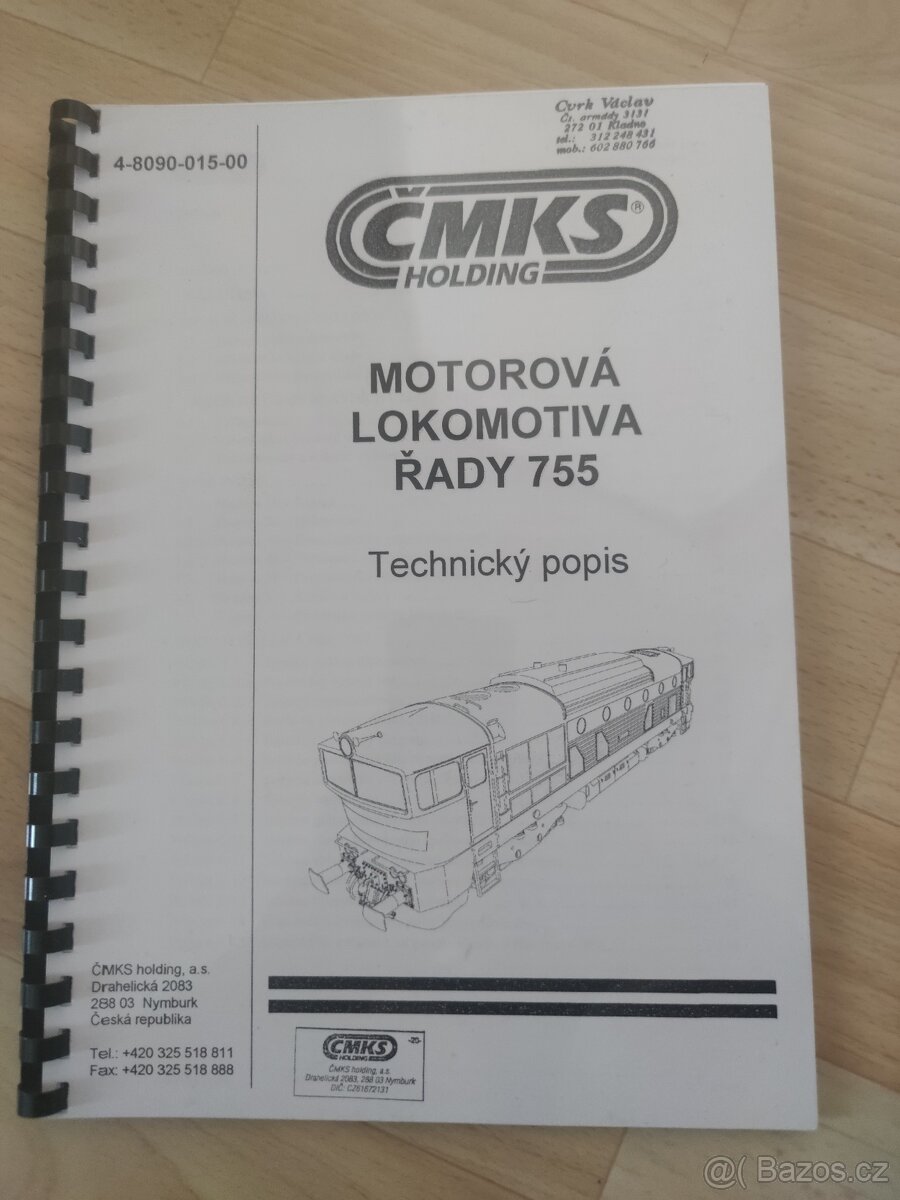 Cvrk Václav
Čs. armády 3131
272 01 Kladno
tel.: 312 248 431
mob.: 602 880 766
4-8090-015-00
ČMKS®
HOLDING
MOTOROVÁ
LOKOMOTIVA
ŘADY 755
Technický popis
ČMKS holding, a.s.
Drahelická 2083
288 03 Nymburk
Česká republika
Tel.: +420 325 518 811
Fax: +420 325 518 888
ČMKS
HOLDING
-20-
ČMKS holding, a.s.
Drahelická 2083, 288 03 Nymburk
DIČ: CZ61672131
@( Bazos.cz